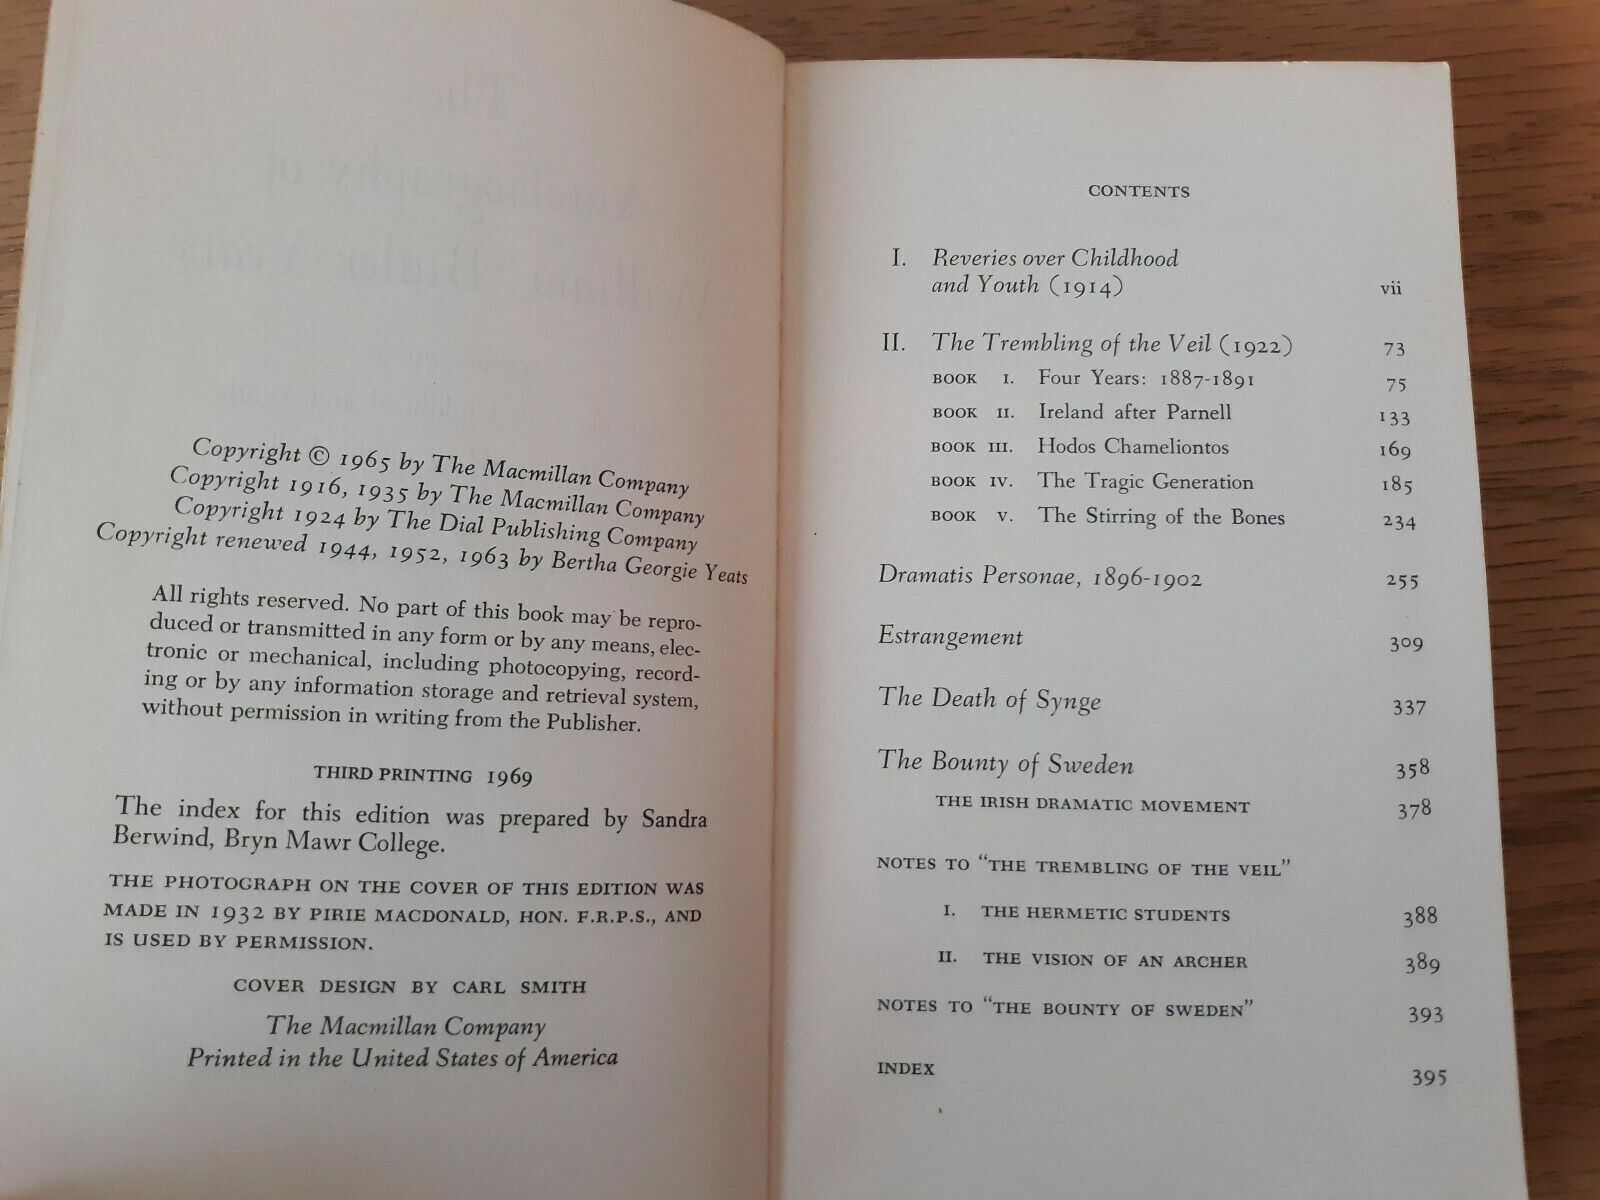 Copyright © 1965 by The Macmillan Company
Copyright 1916, 1935 by The Macmillan Company
Copyright 1924 by The Dial Publishing Company
Copyright renewed 1944, 1952, 1963 by Bertha Georgie Yeats
All rights reserved. No part of this book may be repro-
duced or transmitted in any form or by any means, elec-
tronic or mechanical, including photocopying, record-
ing or by any information storage and retrieval system,
without permission in writing from the Publisher.
THIRD PRINTING 1969
The index for this edition was prepared by Sandra
Berwind, Bryn Mawr College.
THE PHOTOGRAPH ON THE COVER OF THIS EDITION WAS
MADE IN 1932 BY PIRIE MACDONALD, HON. F.R.P.S., AND
IS USED BY PERMISSION.
COVER DESIGN BY CARL SMITH
The Macmillan Company
Printed in the United States of America
CONTENTS
I. Reveries over Childhood
and Youth (1914) vii
II. The Trembling of the Veil (1922) 73
BOOK I. Four Years: 1887-1891 75
BOOK II. Ireland after Parnell 133
BOOK III. Hodos Chameliontos 169
BOOK IV. The Tragic Generation 185
BOOK V. The Stirring of the Bones 234
Dramatis Personae, 1896-1902 255
Estrangement 309
The Death of Synge 337
The Bounty of Sweden 358
THE IRISH DRAMATIC MOVEMENT 378
NOTES TO "THE TREMBLING OF THE VEIL"
I. THE HERMETIC STUDENTS 388
II. THE VISION OF AN ARCHER 389
NOTES TO "THE BOUNTY OF SWEDEN" 393
INDEX 395